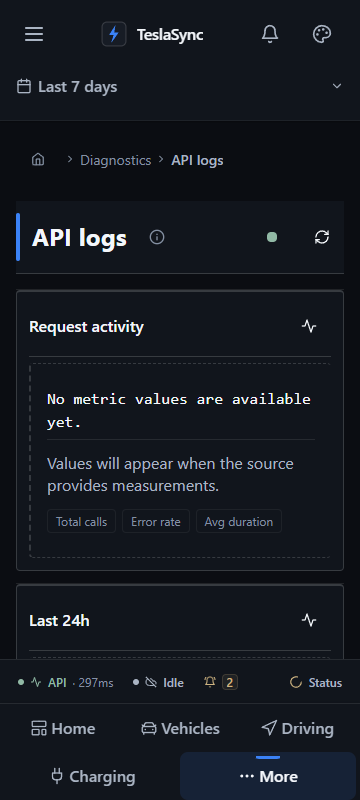 TeslaSync
Last 7 days
Diagnostics
API logs
API logs
Request activity
No metric values are available
yet.
Values will appear when the source
provides measurements.
Total calls
Error rate
Avg duration
Last 24h
API · 297ms
Idle
2
Status
Home
Vehicles
Driving
Charging
More